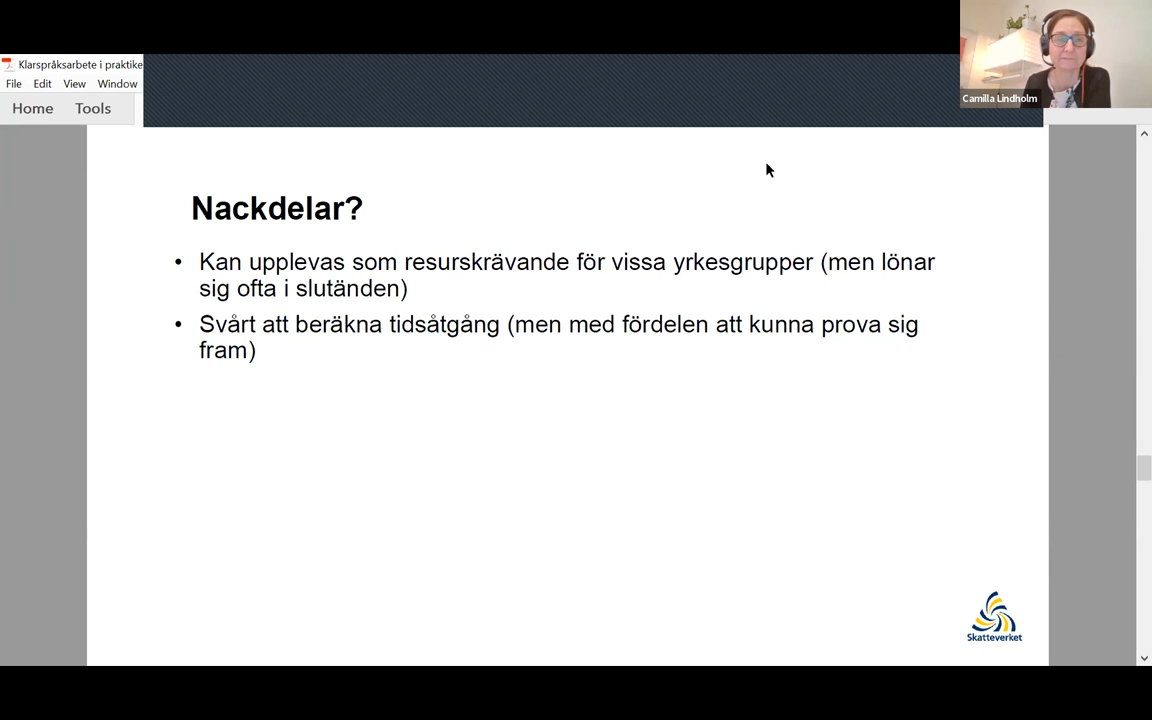 Klarspråksarbete i praktike
File Edit View Window
Home Tools
Camilla Lindholm
Nackdelar?
• Kan upplevas som resurskrävande för vissa yrkesgrupper (men lönar
sig ofta i slutänden)
• Svårt att beräkna tidsåtgång (men med fördelen att kunna prova sig
fram)
Skatteverket